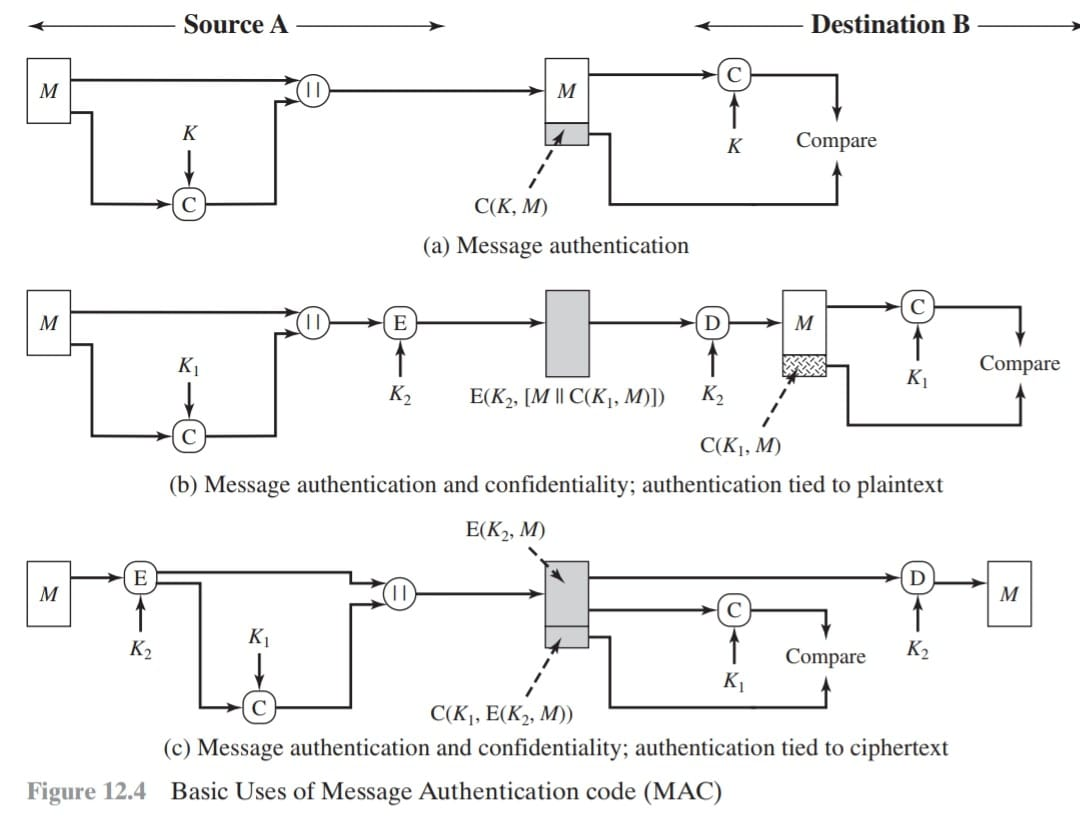 Source A
Destination B
M
||
M
C
K
K
Compare
C
C(K, M)
(a) Message authentication
M
||
E
D
M
C
K₁
K₂
E(K₂, [M || C(K₁, M)])
K₂
K₁
Compare
C
C(K₁, M)
(b) Message authentication and confidentiality; authentication tied to plaintext
E(K₂, M)
M
E
||
D
M
K₂
K₁
C
Compare
K₂
C
K₁
C(K₁, E(K₂, M))
(c) Message authentication and confidentiality; authentication tied to ciphertext
Figure 12.4 Basic Uses of Message Authentication code (MAC)